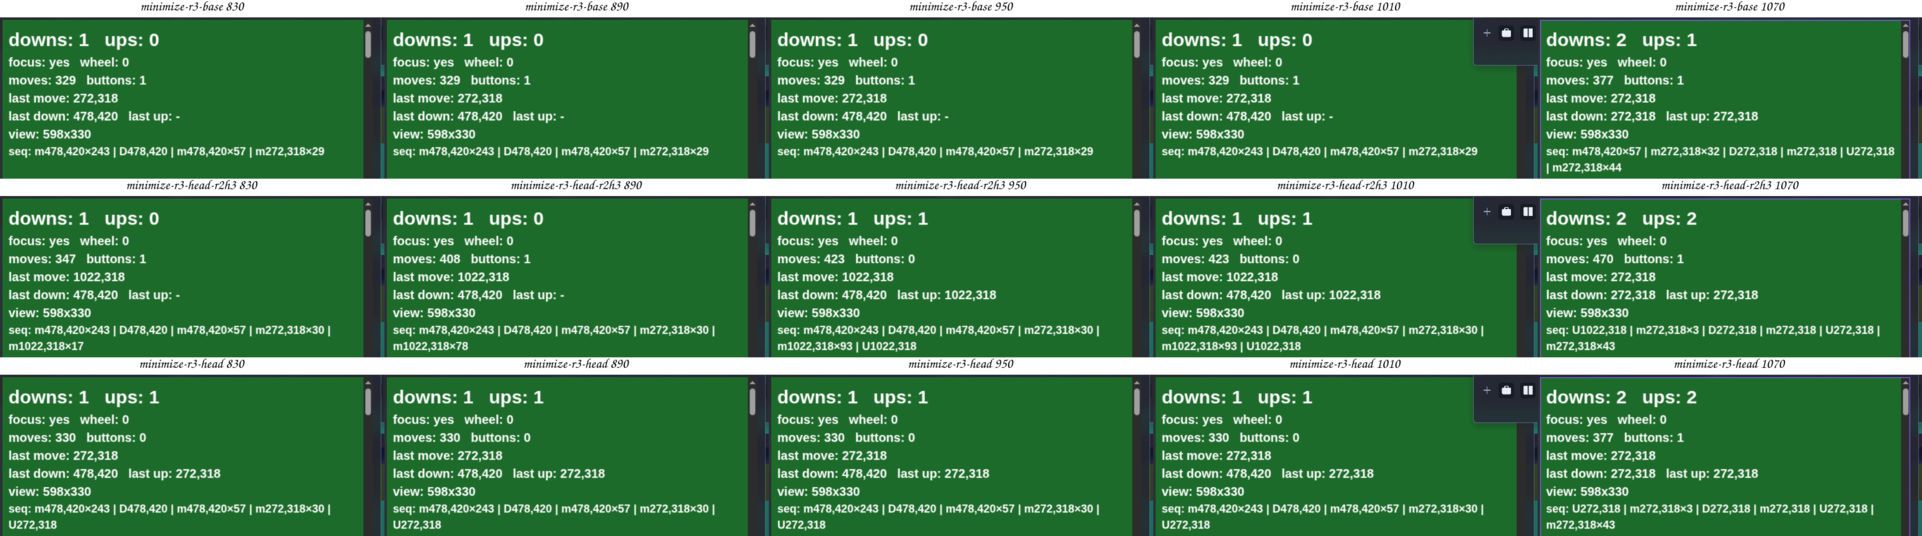 minimize-r3-base 830
downs: 1 ups: 0
focus: yes wheel: 0
moves: 329 buttons: 1
last move: 272,318
last down: 478,420 last up: -
view: 598x330
seq: m478,420×243 | D478,420 | m478,420×57 | m272,318×29
minimize-r3-base 890
downs: 1 ups: 0
focus: yes wheel: 0
moves: 329 buttons: 1
last move: 272,318
last down: 478,420 last up: -
view: 598x330
seq: m478,420×243 | D478,420 | m478,420×57 | m272,318×29
minimize-r3-base 950
downs: 1 ups: 0
focus: yes wheel: 0
moves: 329 buttons: 1
last move: 272,318
last down: 478,420 last up: -
view: 598x330
seq: m478,420×243 | D478,420 | m478,420×57 | m272,318×29
minimize-r3-base 1010
downs: 1 ups: 0
focus: yes wheel: 0
moves: 329 buttons: 1
last move: 272,318
last down: 478,420 last up: -
view: 598x330
seq: m478,420×243 | D478,420 | m478,420×57 | m272,318×29
minimize-r3-base 1070
downs: 2 ups: 1
focus: yes wheel: 0
moves: 377 buttons: 1
last move: 272,318
last down: 272,318 last up: 272,318
view: 598x330
seq: m478,420×57 | m272,318×32 | D272,318 | m272,318 | U272,318
| m272,318×44
minimize-r3-head-r2h3 830
downs: 1 ups: 0
focus: yes wheel: 0
moves: 347 buttons: 1
last move: 1022,318
last down: 478,420 last up: -
view: 598x330
seq: m478,420×243 | D478,420 | m478,420×57 | m272,318×30 |
m1022,318×17
minimize-r3-head-r2h3 890
downs: 1 ups: 0
focus: yes wheel: 0
moves: 408 buttons: 1
last move: 1022,318
last down: 478,420 last up: -
view: 598x330
seq: m478,420×243 | D478,420 | m478,420×57 | m272,318×30 |
m1022,318×78
minimize-r3-head-r2h3 950
downs: 1 ups: 1
focus: yes wheel: 0
moves: 423 buttons: 0
last move: 1022,318
last down: 478,420 last up: 1022,318
view: 598x330
seq: m478,420×243 | D478,420 | m478,420×57 | m272,318×30 |
m1022,318×93 | U1022,318
minimize-r3-head-r2h3 1010
downs: 1 ups: 1
focus: yes wheel: 0
moves: 423 buttons: 0
last move: 1022,318
last down: 478,420 last up: 1022,318
view: 598x330
seq: m478,420×243 | D478,420 | m478,420×57 | m272,318×30 |
m1022,318×93 | U1022,318
minimize-r3-head-r2h3 1070
downs: 2 ups: 2
focus: yes wheel: 0
moves: 470 buttons: 1
last move: 272,318
last down: 272,318 last up: 272,318
view: 598x330
seq: U1022,318 | m272,318×3 | D272,318 | m272,318 | U272,318 |
m272,318×43
minimize-r3-head 830
downs: 1 ups: 1
focus: yes wheel: 0
moves: 330 buttons: 0
last move: 272,318
last down: 478,420 last up: 272,318
view: 598x330
seq: m478,420×243 | D478,420 | m478,420×57 | m272,318×30 |
U272,318
minimize-r3-head 890
downs: 1 ups: 1
focus: yes wheel: 0
moves: 330 buttons: 0
last move: 272,318
last down: 478,420 last up: 272,318
view: 598x330
seq: m478,420×243 | D478,420 | m478,420×57 | m272,318×30 |
U272,318
minimize-r3-head 950
downs: 1 ups: 1
focus: yes wheel: 0
moves: 330 buttons: 0
last move: 272,318
last down: 478,420 last up: 272,318
view: 598x330
seq: m478,420×243 | D478,420 | m478,420×57 | m272,318×30 |
U272,318
minimize-r3-head 1010
downs: 1 ups: 1
focus: yes wheel: 0
moves: 330 buttons: 0
last move: 272,318
last down: 478,420 last up: 272,318
view: 598x330
seq: m478,420×243 | D478,420 | m478,420×57 | m272,318×30 |
U272,318
minimize-r3-head 1070
downs: 2 ups: 2
focus: yes wheel: 0
moves: 377 buttons: 1
last move: 272,318
last down: 272,318 last up: 272,318
view: 598x330
seq: U272,318 | m272,318×3 | D272,318 | m272,318 | U272,318 |
m272,318×43